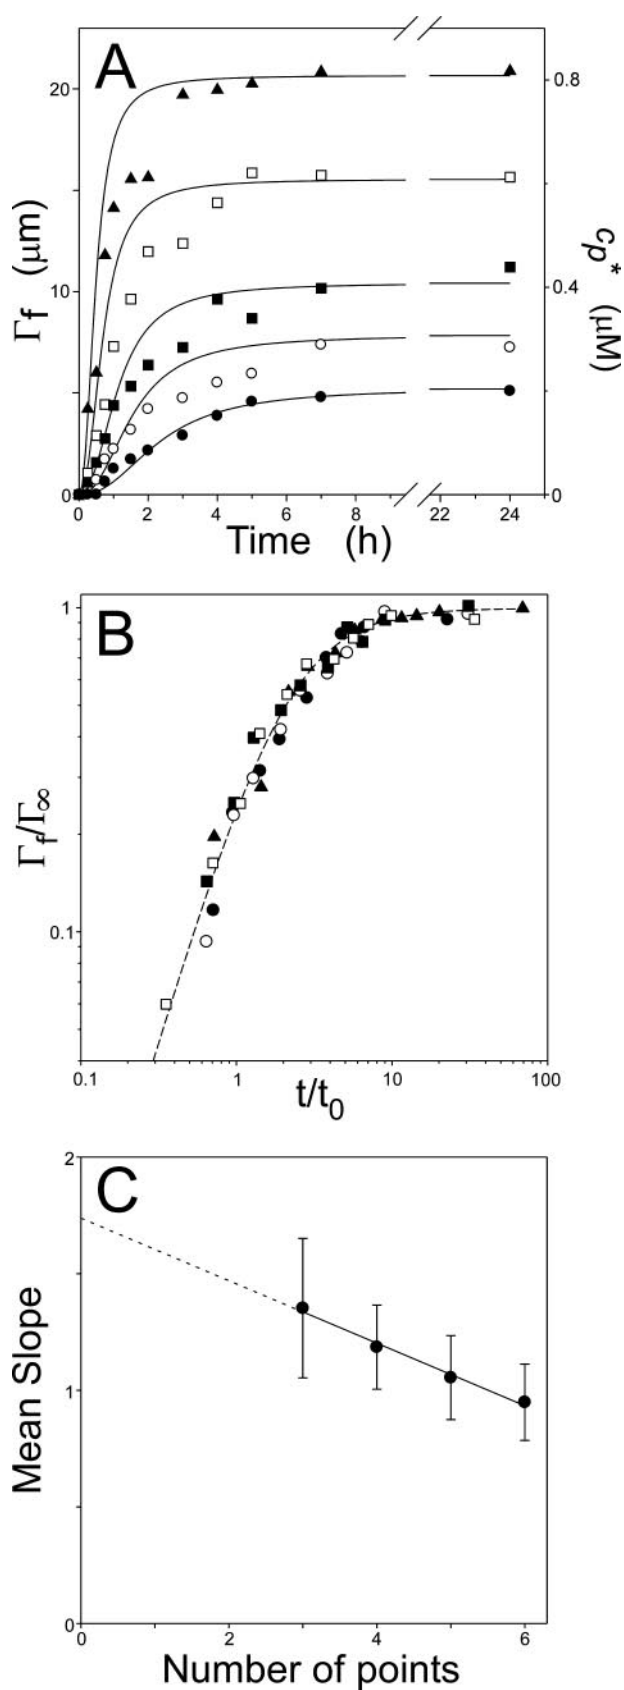 A
20
10
0
Γf (μm)
0.8
0.4
0
cp* (μM)
0 2 4 6 8 22 24
Time (h)
B
1
0.1
Γf/Γ∞
0.1 1 10 100
t/t0
C
2
1
0
Mean Slope
0 2 4 6
Number of points